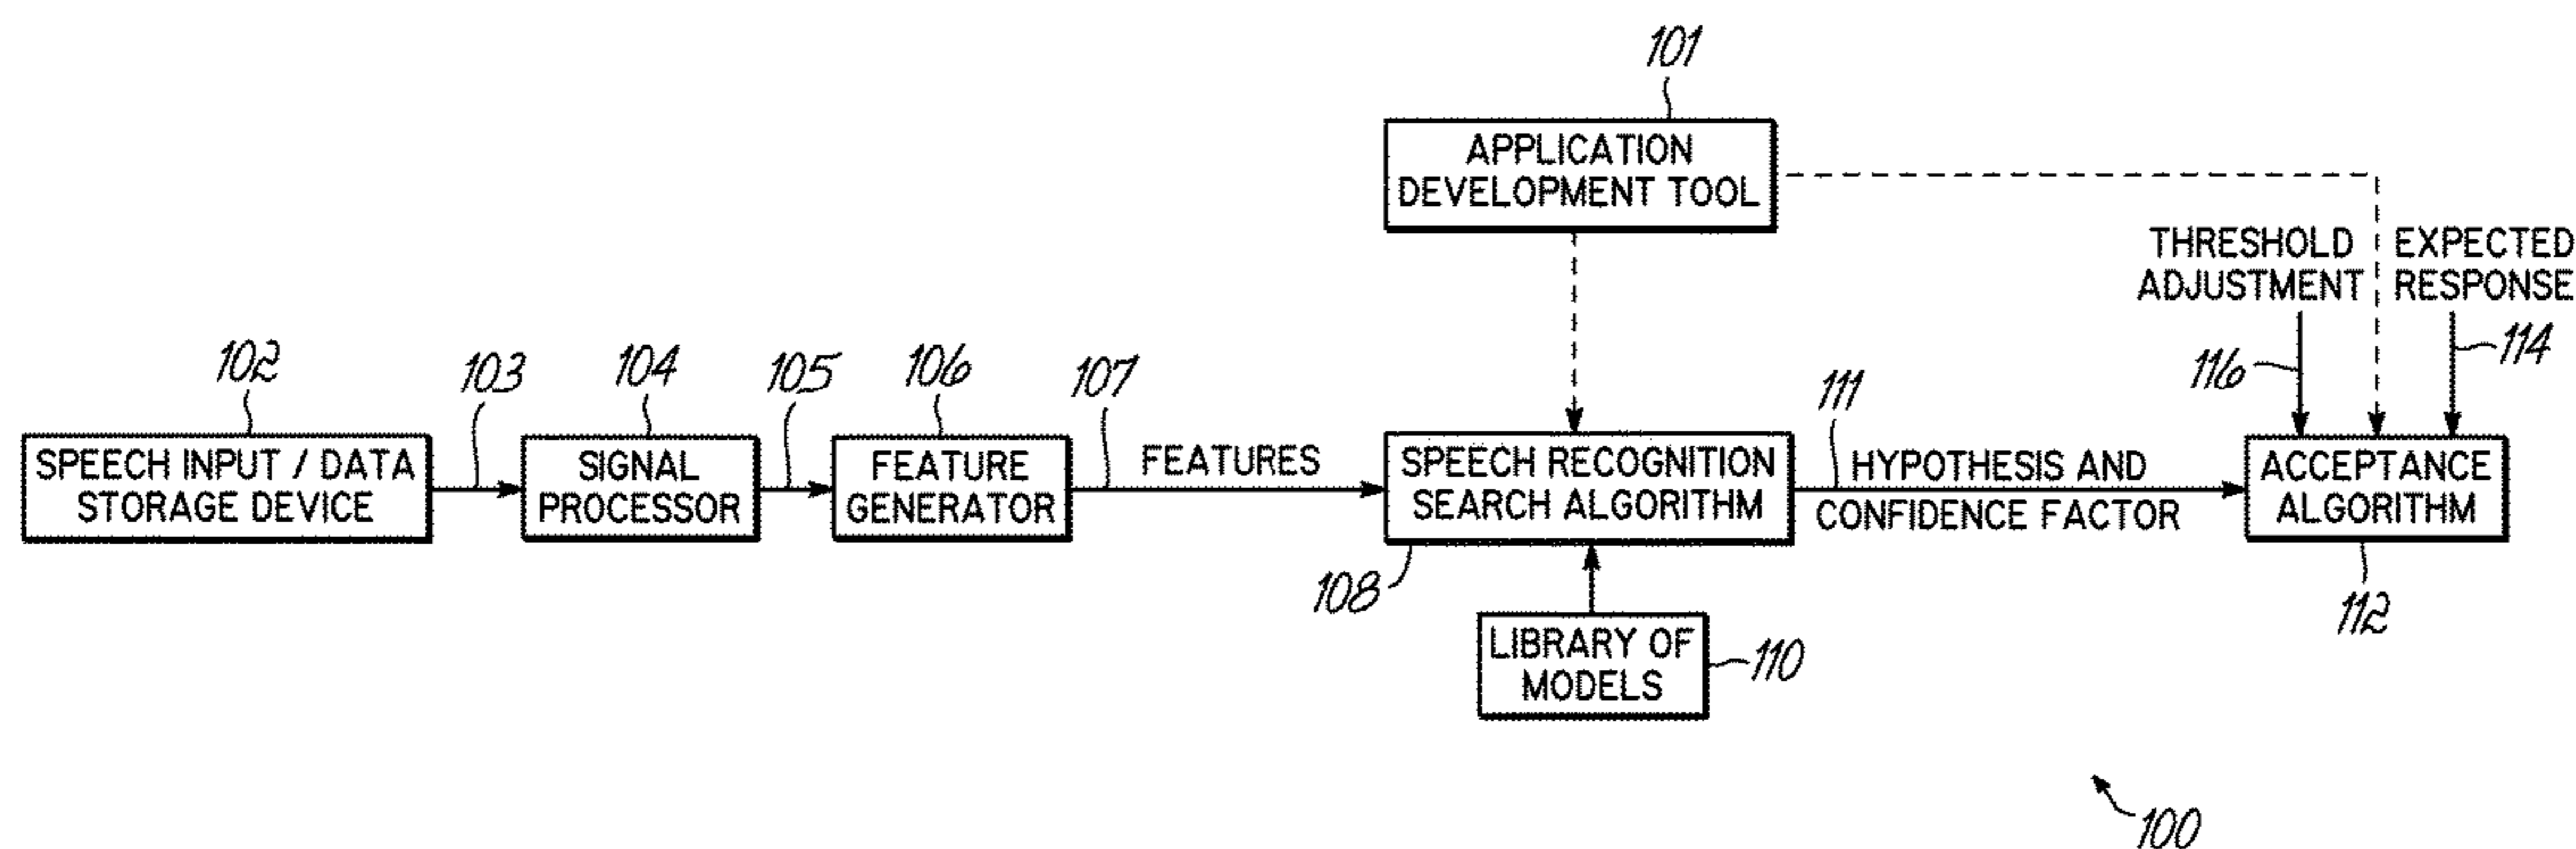 101
APPLICATION
DEVELOPMENT TOOL
THRESHOLD
ADJUSTMENT
EXPECTED
RESPONSE
116
114
102
103
104
105
106
107
111
SPEECH INPUT / DATA
STORAGE DEVICE
SIGNAL
PROCESSOR
FEATURE
GENERATOR
FEATURES
SPEECH RECOGNITION
SEARCH ALGORITHM
HYPOTHESIS AND
CONFIDENCE FACTOR
ACCEPTANCE
ALGORITHM
108
112
LIBRARY OF
MODELS
110
100